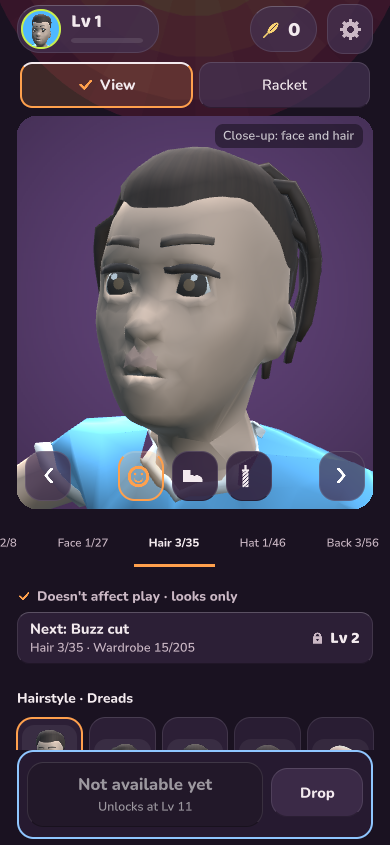 Lv 1
0
View
Racket
Close-up: face and hair
2/8
Face 1/27
Hair 3/35
Hat 1/46
Back 3/56
Doesn't affect play · looks only
Next: Buzz cut
Hair 3/35 · Wardrobe 15/205
Lv 2
Hairstyle · Dreads
Not available yet
Unlocks at Lv 11
Drop